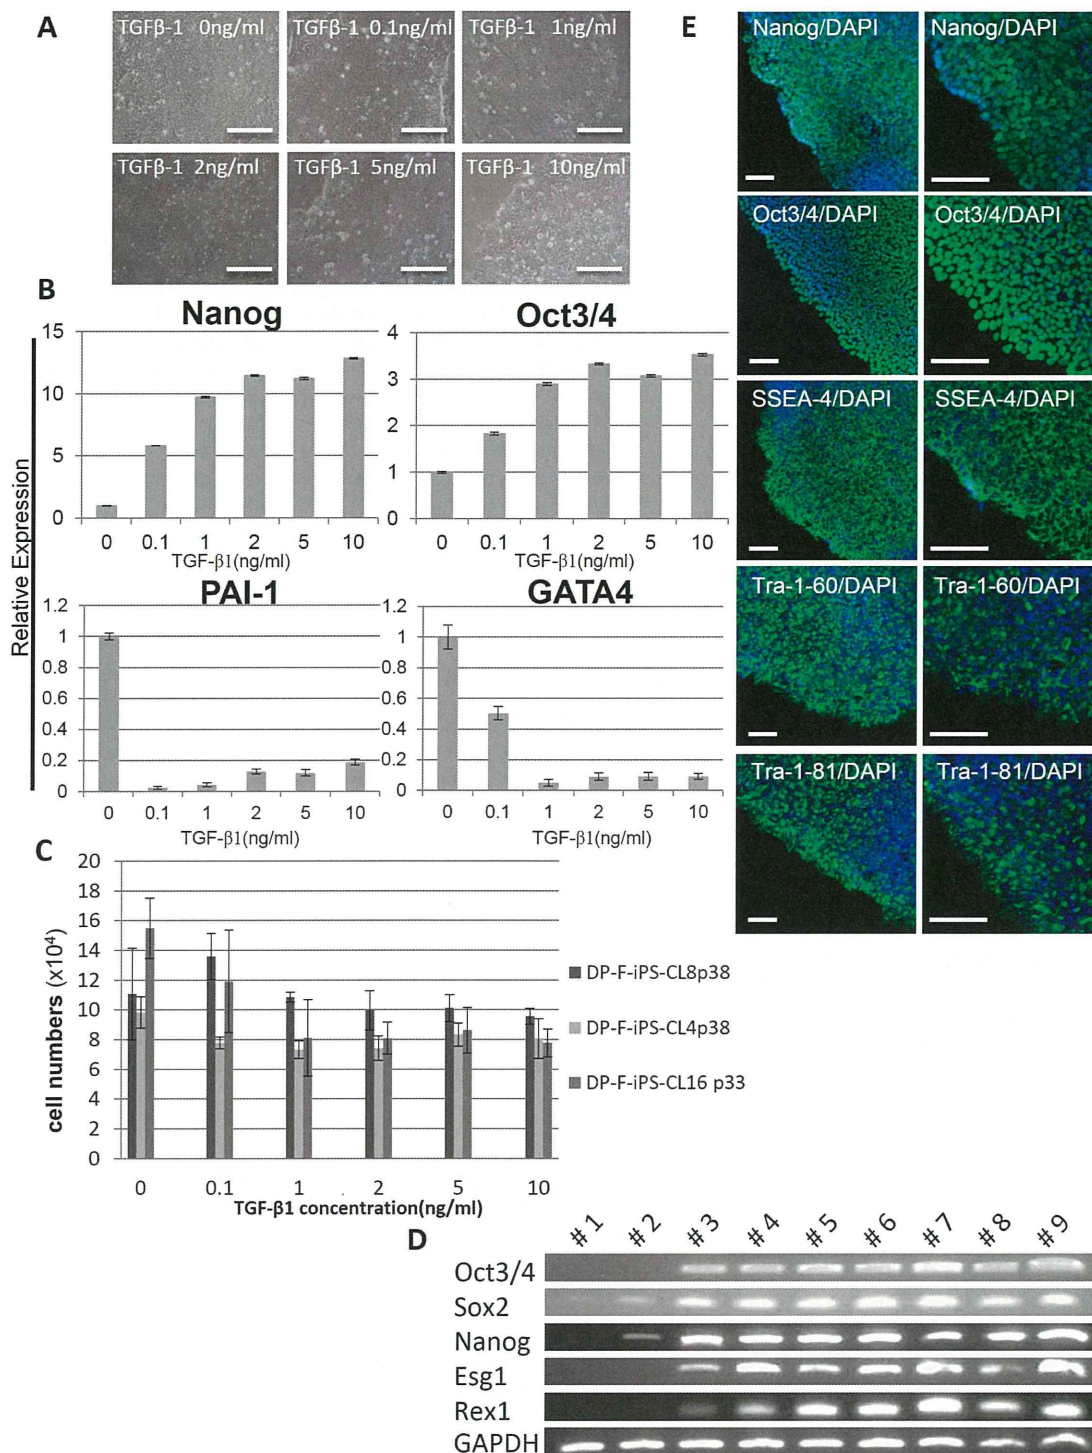 A
TGFβ-1 0ng/ml
TGFβ-1 0.1ng/ml
TGFβ-1 1ng/ml
TGFβ-1 2ng/ml
TGFβ-1 5ng/ml
TGFβ-1 10ng/ml
B
Relative Expression
Nanog
15
10
5
0
0 0.1 1 2 5 10
TGF-β1(ng/ml)
Oct3/4
4
3
2
1
0
0 0.1 1 2 5 10
TGF-β1(ng/ml)
PAI-1
1.2
1
0.8
0.6
0.4
0.2
0
0 0.1 1 2 5 10
TGF-β1(ng/ml)
GATA4
1.2
1
0.8
0.6
0.4
0.2
0
0 0.1 1 2 5 10
TGF-β1(ng/ml)
C
cell numbers (x10⁴)
20
18
16
14
12
10
8
6
4
2
0
0 0.1 1 2 5 10
TGF-β1 concentration(ng/ml)
DP-F-iPS-CL8p38
DP-F-iPS-CL4p38
DP-F-iPS-CL16 p33
D
#1 #2 #3 #4 #5 #6 #7 #8 #9
Oct3/4
Sox2
Nanog
Esg1
Rex1
GAPDH
E
Nanog/DAPI
Nanog/DAPI
Oct3/4/DAPI
Oct3/4/DAPI
SSEA-4/DAPI
SSEA-4/DAPI
Tra-1-60/DAPI
Tra-1-60/DAPI
Tra-1-81/DAPI
Tra-1-81/DAPI